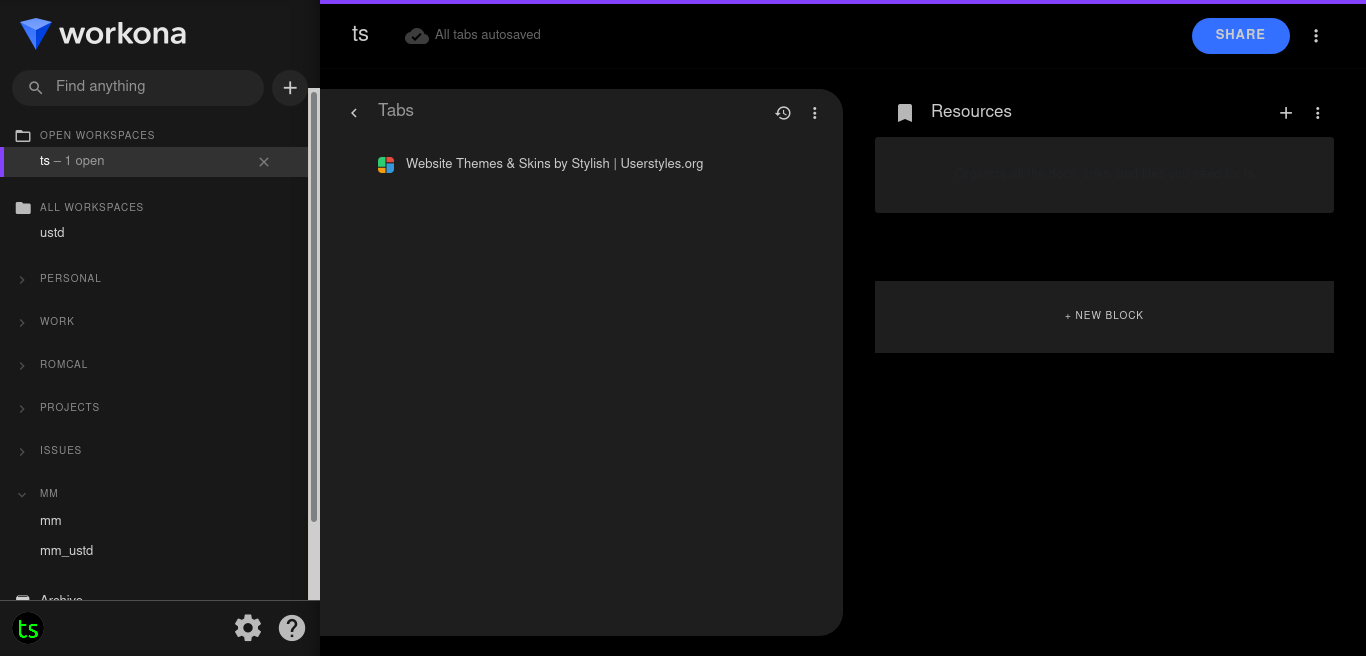 workona
Find anything
OPEN WORKSPACES
ts – 1 open
ALL WORKSPACES
ustd
PERSONAL
WORK
ROMCAL
PROJECTS
ISSUES
MM
mm
mm_ustd
Archive
ts
ts
All tabs autosaved
SHARE
Tabs
Website Themes & Skins by Stylish | Userstyles.org
Resources
+ NEW BLOCK